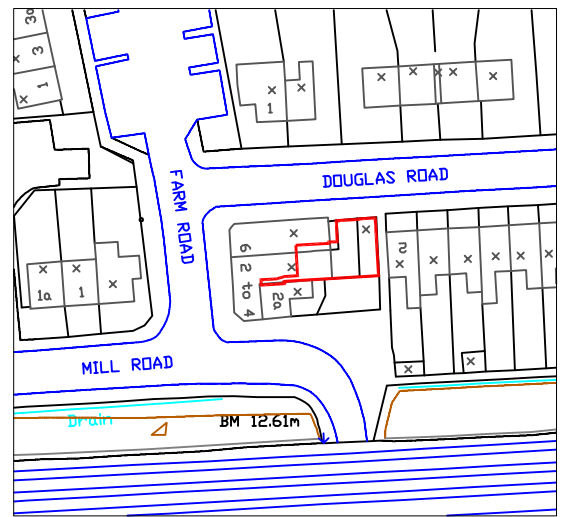 3a
3
1
1
DOUGLAS ROAD
FARM ROAD
6
2 to 4
2a
2
1a
1
MILL ROAD
Drain
BM 12.61m